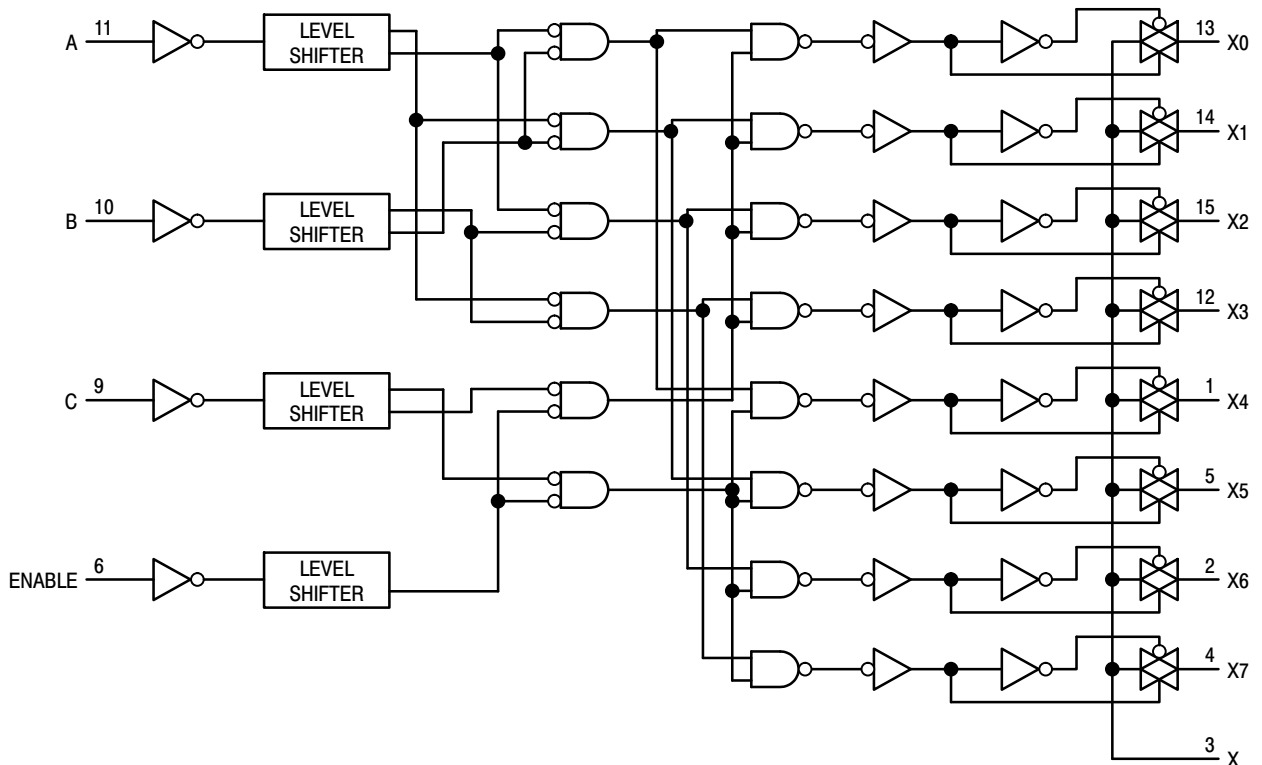 A
11
LEVEL
SHIFTER
13
X0
14
X1
B
10
LEVEL
SHIFTER
15
X2
12
X3
C
9
LEVEL
SHIFTER
1
X4
5
X5
ENABLE
6
LEVEL
SHIFTER
2
X6
4
X7
3
X